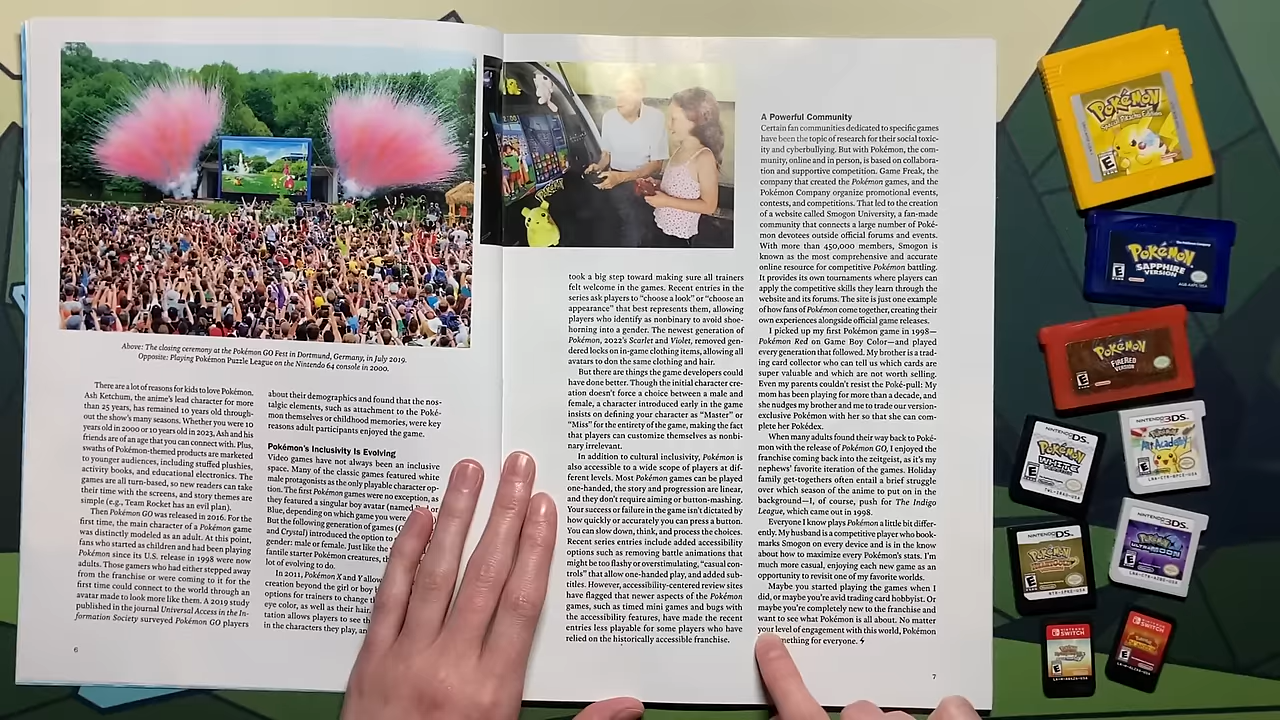 Above: The closing ceremony at the Pokémon GO Fest in Dortmund, Germany, in July 2019.
Opposite: Playing Pokémon Puzzle League on the Nintendo 64 console in 2000.
There are a lot of reasons for kids to love Pokémon.
Ash Ketchum, the anime's lead character for more
than 25 years, has remained 10 years old through-
out the show's many seasons. Whether you were 10
years old in 2000 or 10 years old in 2023, Ash and his
friends are of an age that you can connect with. Plus,
swaths of Pokémon-themed products are marketed
to younger audiences, including stuffed plushies,
activity books, and educational electronics. The
games are all turn-based, so new readers can take
their time with the screens, and story themes are
simple (e.g., Team Rocket has an evil plan).
Then Pokémon GO was released in 2016. For the
first time, the main character of a Pokémon game
was distinctly modeled as an adult. At this point,
fans who started as children and had been playing
Pokémon since its U.S. release in 1998 were now
adults. Those gamers who had either stepped away
from the franchise or were coming to it for the
first time could connect to the world through an
avatar made to look more like them. A 2019 study
published in the journal Universal Access in the In-
formation Society surveyed Pokémon GO players
about their demographics and found that the nos-
talgic elements, such as attachment to the Poké-
mon themselves or childhood memories, were key
reasons adult participants enjoyed the game.
Pokémon's Inclusivity Is Evolving
Video games have not always been an inclusive
space. Many of the classic games featured white
male protagonists as the only playable character op-
tion. The first Pokémon games were no exception, as
they featured a singular boy avatar (named Red or
Blue, depending on which game you were
But the following generation of games (
and Crystal) introduced the option to
gender: male or female. Just like the
fantile starter Pokémon features, th
lot of evolving to do.
In 2011, Pokémon X and Y allow
creation beyond the girl or boy
options for trainers to change t
eye color, as well as their hair,
tation allows players to see th
in the characters they play, an
6
took a big step toward making sure all trainers
felt welcome in the games. Recent entries in the
series ask players to “choose a look” or “choose an
appearance” that best represents them, allowing
players who identify as nonbinary to avoid shoe-
horning into a gender. The newest generation of
Pokémon, 2022's Scarlet and Violet, removed gen-
dered locks on in-game clothing items, allowing all
avatars to don the same clothing and hair.
But there are things the game developers could
have done better. Though the initial character cre-
ation doesn't force a choice between a male and
female, a character introduced early in the game
insists on defining your character as “Master” or
“Miss” for the entirety of the game, making the fact
that players can customize themselves as nonbi-
nary irrelevant.
In addition to cultural inclusivity, Pokémon is
also accessible to a wide scope of players at dif-
ferent levels. Most Pokémon games can be played
one-handed, the story and progression are linear,
and they don't require aiming or button-mashing.
Your success or failure in the game isn't dictated by
how quickly or accurately you can press a button.
You can slow down, think, and process the choices.
Recent series entries include added accessibility
options such as removing battle animations that
might be too flashy or overstimulating, “casual con-
trols” that allow one-handed play, and added sub-
titles. However, accessibility-centered review sites
have flagged that newer aspects of the Pokémon
games, such as timed mini games and bugs with
the accessibility features, have made the recent
entries less playable for some players who have
relied on the historically accessible franchise.
A Powerful Community
Certain fan communities dedicated to specific games
have been the topic of research for their social toxic-
ity and cyberbullying. But with Pokémon, the com-
munity, online and in person, is based on collabora-
tion and supportive competition. Game Freak, the
company that created the Pokémon games, and the
Pokémon Company organize promotional events,
contests, and competitions. That led to the creation
of a website called Smogon University, a fan-made
community that connects a large number of Poké-
mon devotees outside official forums and events.
With more than 450,000 members, Smogon is
known as the most comprehensive and accurate
online resource for competitive Pokémon battling.
It provides its own tournaments where players can
apply the competitive skills they learn through the
website and its forums. The site is just one example
of how fans of Pokémon come together, creating their
own experiences alongside official game releases.
I picked up my first Pokémon game in 1998—
Pokémon Red on Game Boy Color—and played
every generation that followed. My brother is a trad-
ing card collector who can tell us which cards are
super valuable and which are not worth selling.
Even my parents couldn't resist the Poké-pull: My
mom has been playing for more than a decade, and
she nudges my brother and me to trade our version-
exclusive Pokémon with her so that she can com-
plete her Pokédex.
When many adults found their way back to Poké-
mon with the release of Pokémon GO, I enjoyed the
franchise coming back into the zeitgeist, as it's my
nephews' favorite iteration of the games. Holiday
family get-togethers often entail a brief struggle
over which season of the anime to put on in the
background—I, of course, push for The Indigo
League, which came out in 1998.
Everyone I know plays Pokémon a little bit differ-
ently. My husband is a competitive player who book-
marks Smogon on every device and is in the know
about how to maximize every Pokémon's stats. I'm
much more casual, enjoying each new game as an
opportunity to revisit one of my favorite worlds.
Maybe you started playing the games when I
did, or maybe you're avid trading card hobbyist. Or
maybe you're completely new to the franchise and
want to see what Pokémon is all about. No matter
your level of engagement with this world, Pokémon
mething for everyone.
7
Pokémon
Special Pikachu Edition
E
Pokémon
SAPPHIRE
VERSION
E
Pokémon
FIRERED
VERSION
E
NINTENDO DS
Pokémon
WHITE
E
NINTENDO 3DS
Pokémon
Art Academy
E
NINTENDO DS
Pokémon
E
NINTENDO 3DS
Pokémon
ULTRA MOON
E
NINTENDO
SWITCH
E
NINTENDO
SWITCH
E